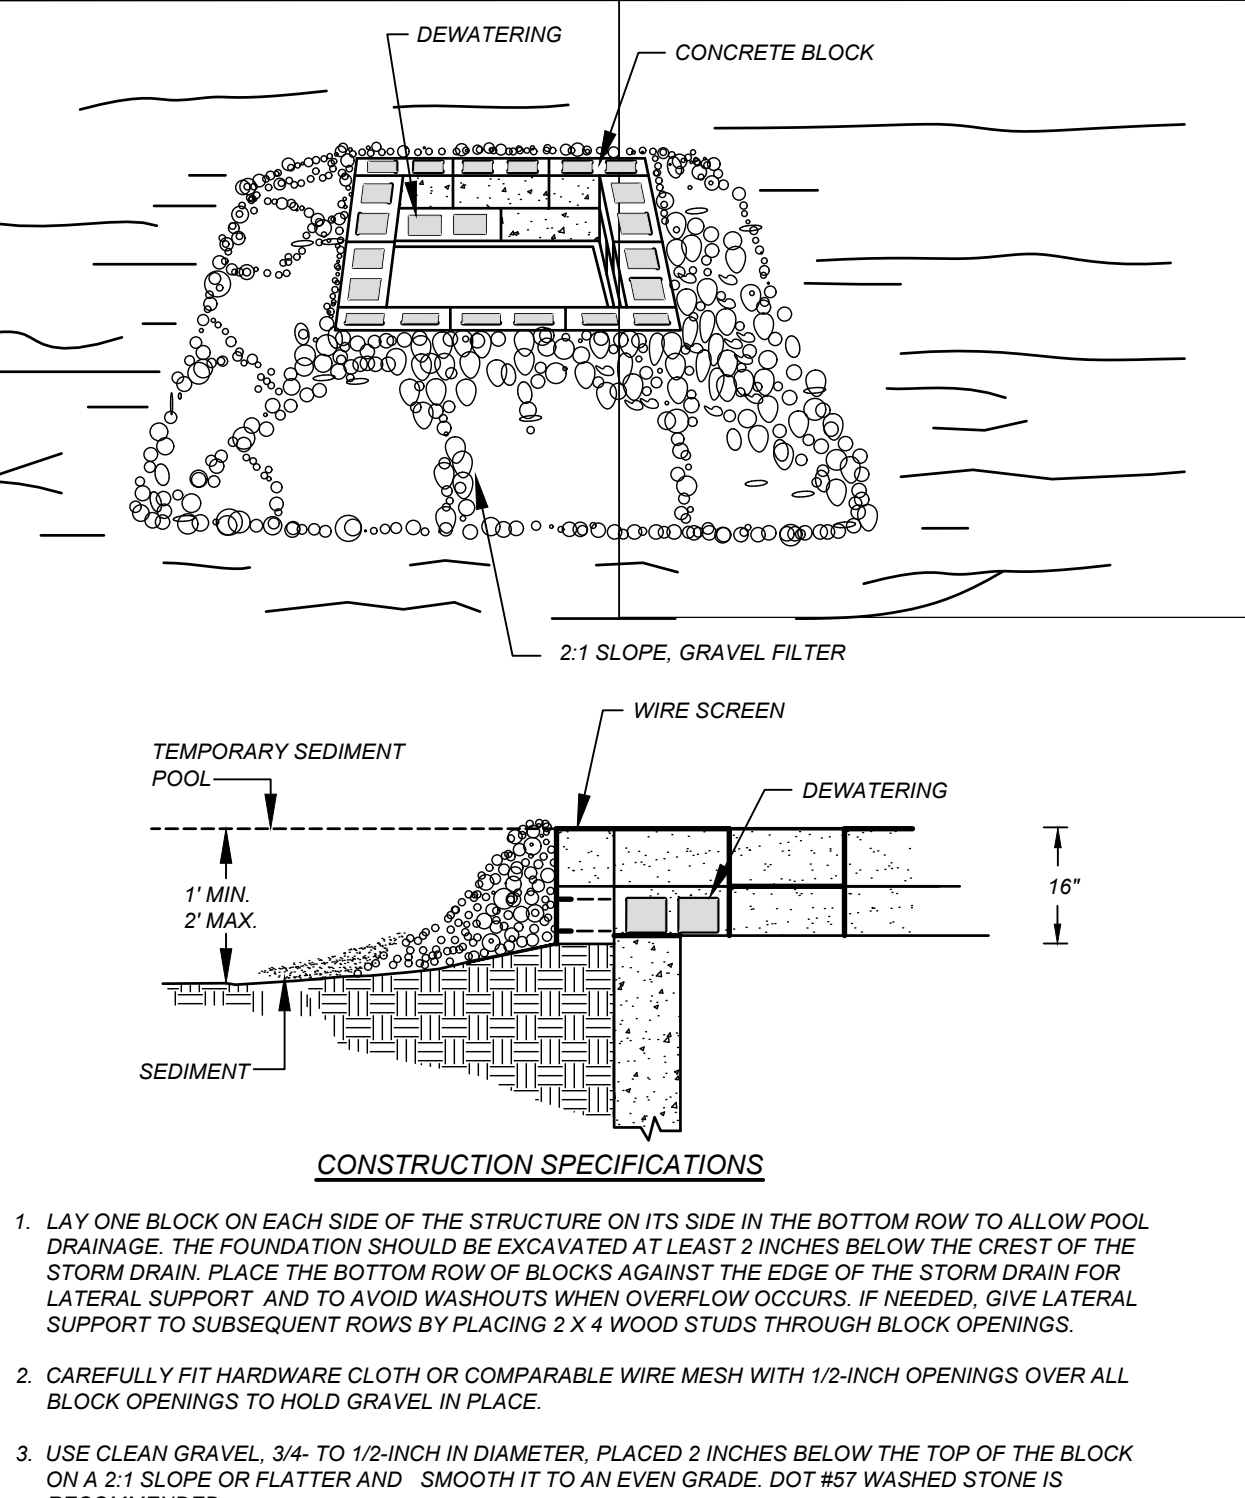 DEWATERING
CONCRETE BLOCK
2:1 SLOPE, GRAVEL FILTER
WIRE SCREEN
TEMPORARY SEDIMENT
POOL
DEWATERING
1' MIN.
2' MAX.
16"
SEDIMENT
CONSTRUCTION SPECIFICATIONS
1. LAY ONE BLOCK ON EACH SIDE OF THE STRUCTURE ON ITS SIDE IN THE BOTTOM ROW TO ALLOW POOL
DRAINAGE. THE FOUNDATION SHOULD BE EXCAVATED AT LEAST 2 INCHES BELOW THE CREST OF THE
STORM DRAIN. PLACE THE BOTTOM ROW OF BLOCKS AGAINST THE EDGE OF THE STORM DRAIN FOR
LATERAL SUPPORT AND TO AVOID WASHOUTS WHEN OVERFLOW OCCURS. IF NEEDED, GIVE LATERAL
SUPPORT TO SUBSEQUENT ROWS BY PLACING 2 X 4 WOOD STUDS THROUGH BLOCK OPENINGS.
2. CAREFULLY FIT HARDWARE CLOTH OR COMPARABLE WIRE MESH WITH 1/2-INCH OPENINGS OVER ALL
BLOCK OPENINGS TO HOLD GRAVEL IN PLACE.
3. USE CLEAN GRAVEL, 3/4- TO 1/2-INCH IN DIAMETER, PLACED 2 INCHES BELOW THE TOP OF THE BLOCK
ON A 2:1 SLOPE OR FLATTER AND SMOOTH IT TO AN EVEN GRADE. DOT #57 WASHED STONE IS